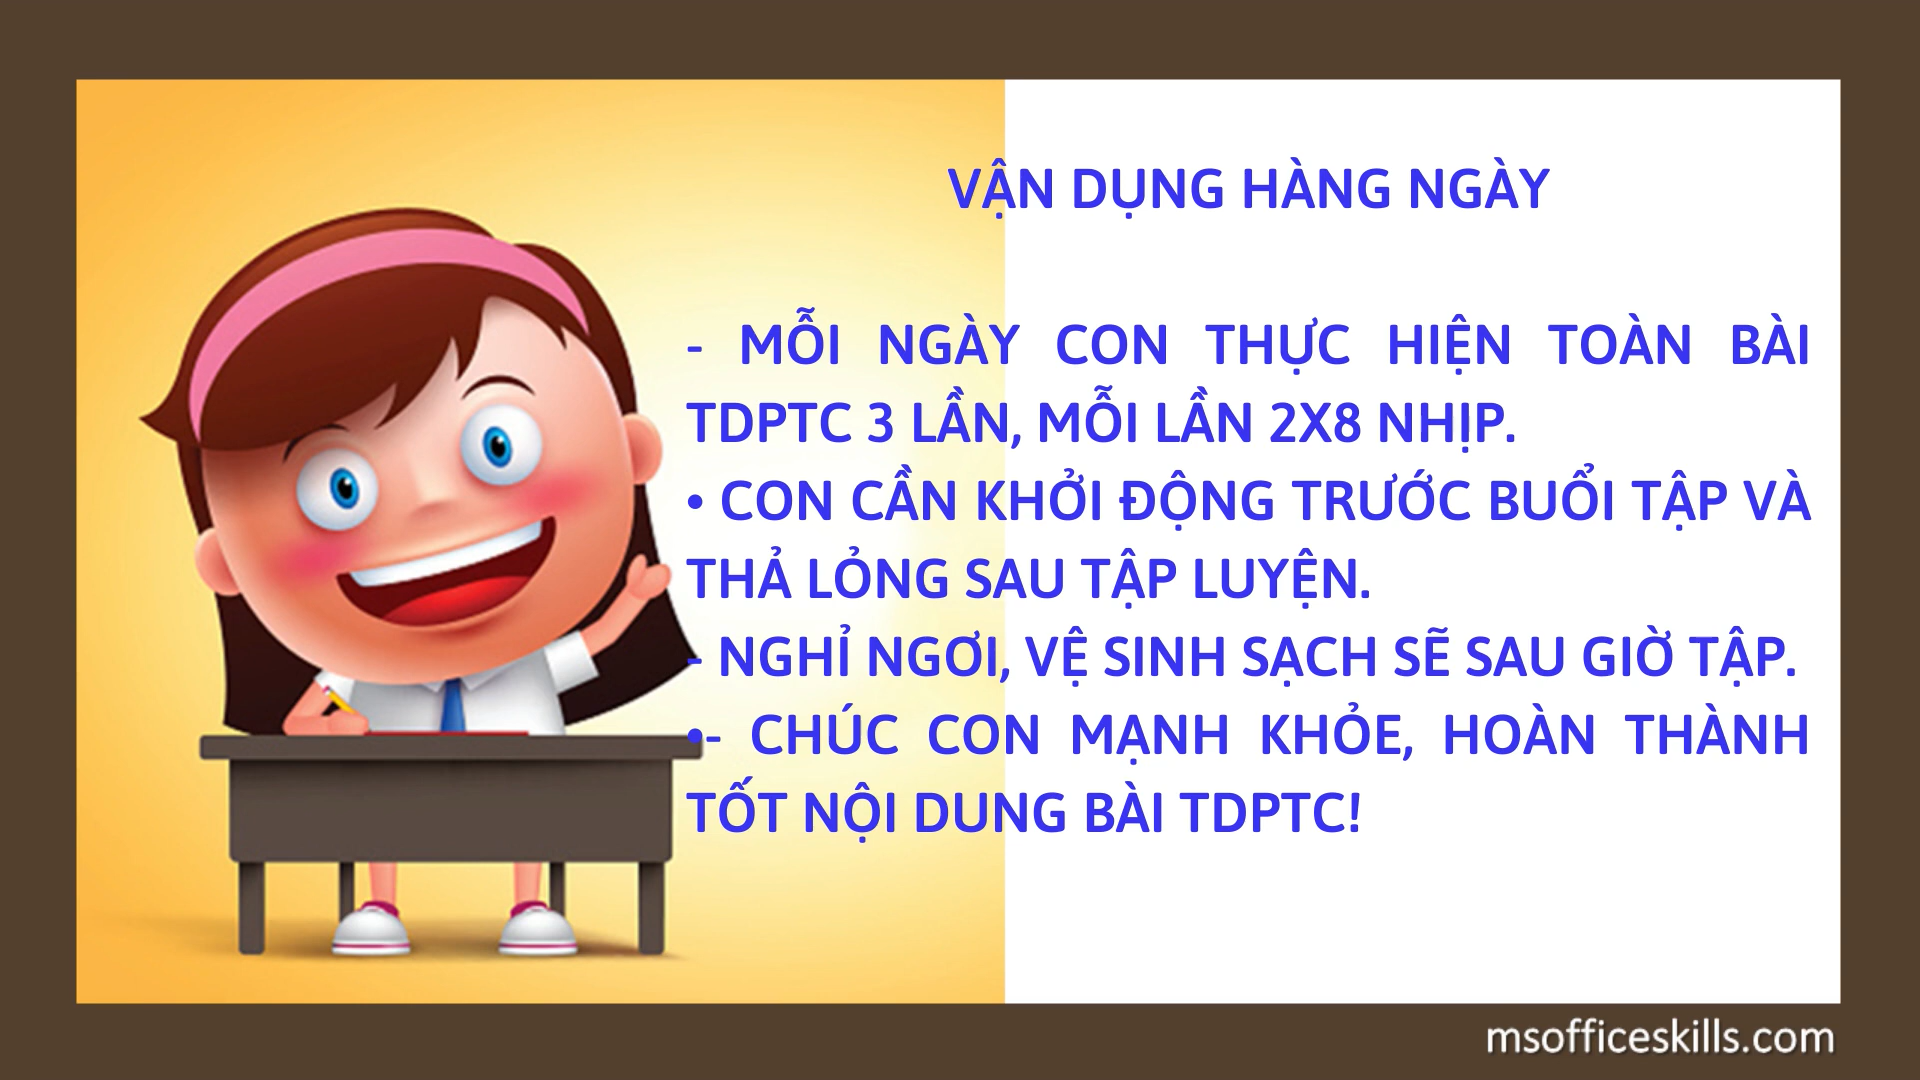 VẬN DỤNG HÀNG NGÀY
- MỖI NGÀY CON THỰC HIỆN TOÀN BÀI
TDPTC 3 LẦN, MỖI LẦN 2X8 NHỊP.
• CON CẦN KHỞI ĐỘNG TRƯỚC BUỔI TẬP VÀ
THẢ LỎNG SAU TẬP LUYỆN.
- NGHỈ NGƠI, VỆ SINH SẠCH SẼ SAU GIỜ TẬP.
•- CHÚC CON MẠNH KHỎE, HOÀN THÀNH
TỐT NỘI DUNG BÀI TDPTC!
msofficeskills.com